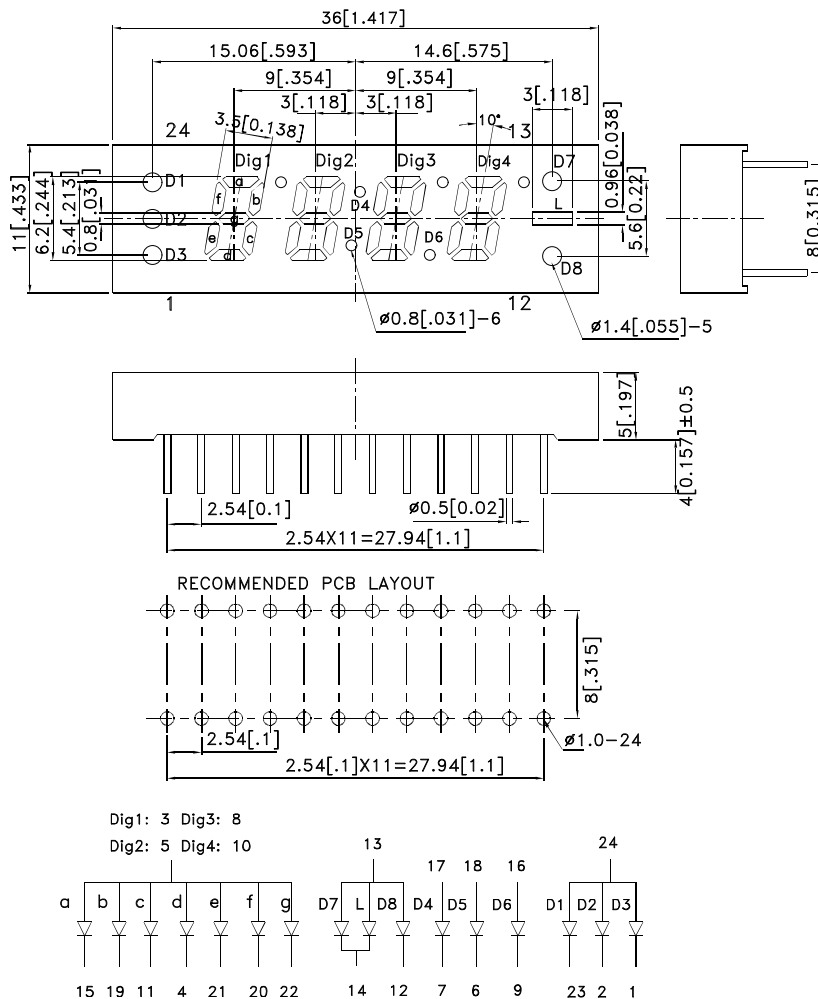 36[1.417]
15.06[.593] 14.6[.575]
9[.354] 9[.354]
3[.118] 3[.118] 3[.118]
3.5[0.138] 10°
24 13
0.96[0.038]
Dig1 Dig2 Dig3 Dig4 D7
D1 a
f b D4 L
D2 g
D5 D6
e c
D3 d D8
11[.433]
6.2[.244]
5.4[.213]
0.8[.031]
5.6[0.22]
8[0.315]
1 12
ø0.8[.031]-6
ø1.4[.055]-5
5[.197]
4[0.157]±0.5
2.54[0.1] ø0.5[0.02]
2.54X11=27.94[1.1]
RECOMMENDED PCB LAYOUT
8[.315]
2.54[.1] ø1.0-24
2.54[.1]X11=27.94[1.1]
Dig1: 3 Dig3: 8
Dig2: 5 Dig4: 10
13 24
17 18 16
a b c d e f g D7 L D8 D4 D5 D6 D1 D2 D3
15 19 11 4 21 20 22 14 12 7 6 9 23 2 1